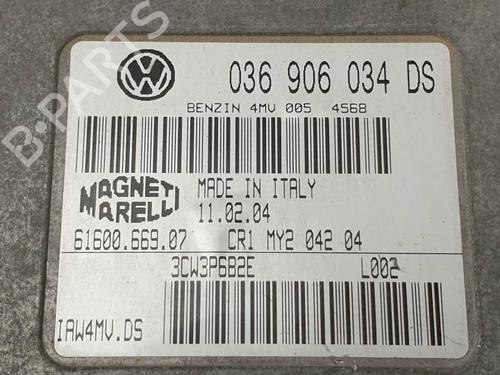 B-PARTS
VW 036 906 034 DS
BENZIN 4MV 005 4568
MAGNETI MADE IN ITALY
MARELLI 11.02.04
61600.669.07 CR1 MY2 042 04
3CW3P6B2E L002
IAW4MV.DS